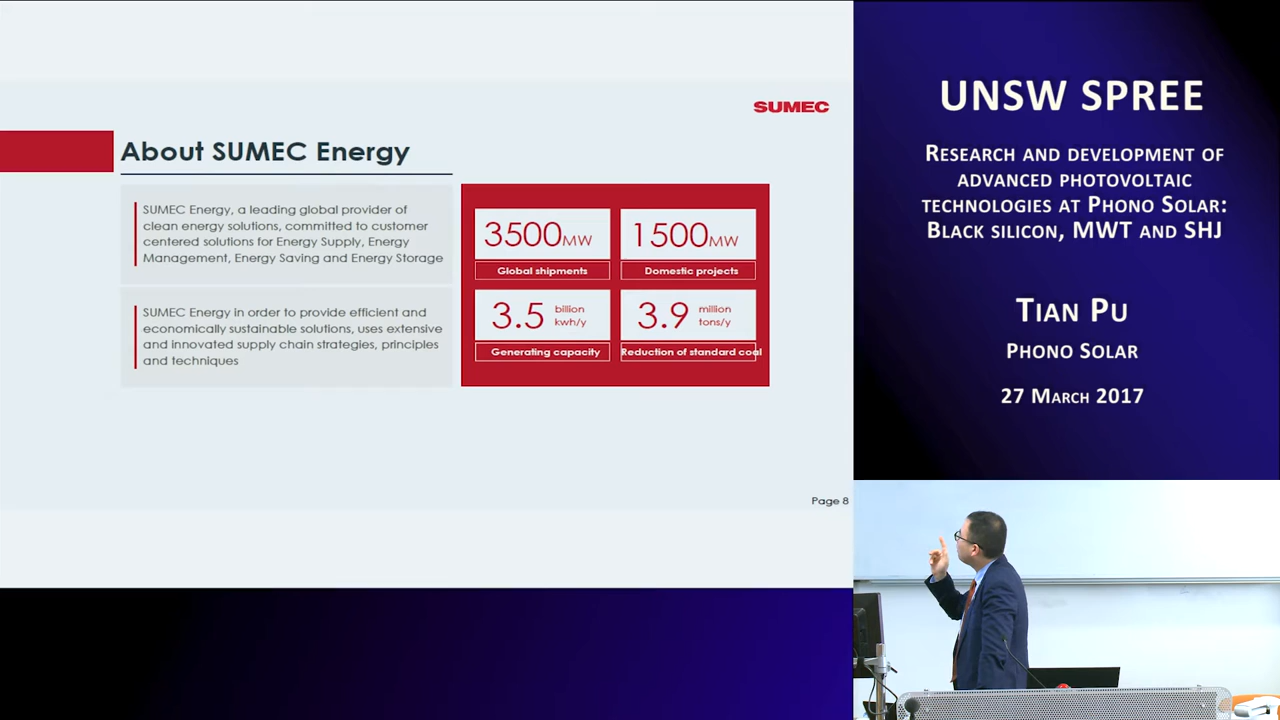 SUMEC
About SUMEC Energy
SUMEC Energy, a leading global provider of
clean energy solutions, committed to customer
centered solutions for Energy Supply, Energy
Management, Energy Saving and Energy Storage
SUMEC Energy in order to provide efficient and
economically sustainable solutions, uses extensive
and innovated supply chain strategies, principles
and techniques
3500MW
Global shipments
1500MW
Domestic projects
3.5 billion
kwh/y
Generating capacity
3.9 million
tons/y
Reduction of standard coal
Page 8
UNSW SPREE
Research and development of
advanced photovoltaic
technologies at Phono Solar:
Black silicon, MWT and SHJ
Tian Pu
Phono Solar
27 March 2017